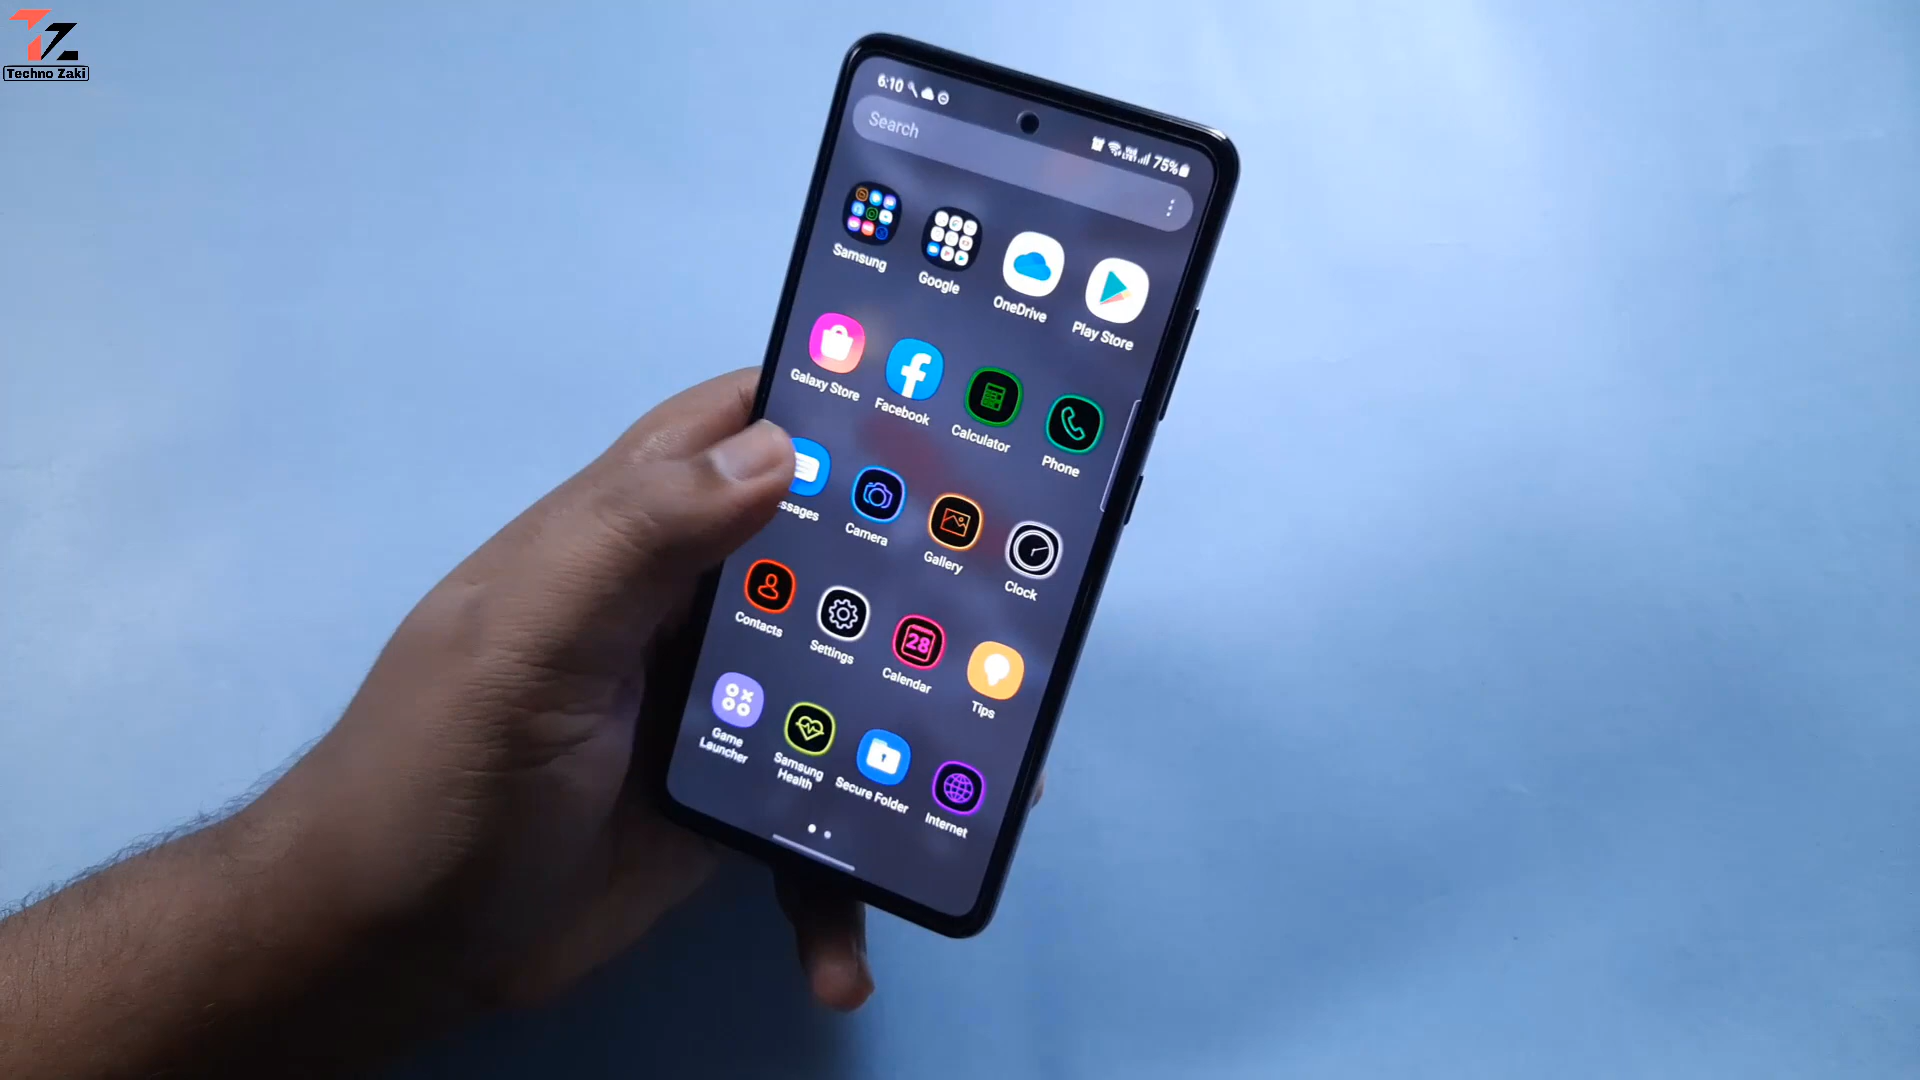 TZ
Techno Zaki
6:10
75%
Search
Samsung
Google
OneDrive
Play Store
Galaxy Store
Facebook
Calculator
Phone
ssages
Camera
Gallery
Clock
Contacts
Settings
28
Calendar
Tips
Game
Launcher
Samsung
Health
Secure Folder
Internet